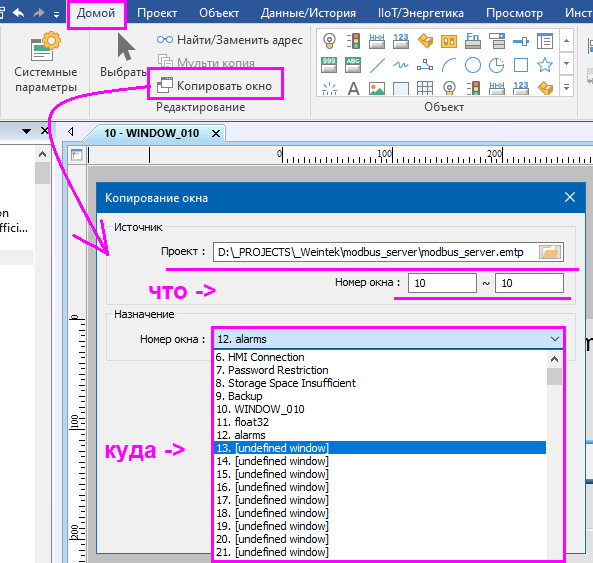 Домой Проект Объект Данные/История IIoT/Энергетика Просмотр Инст
Системные параметры
Выбрать
Найти/Заменить адрес
Мульти копия
Копировать окно
Редактирование
Объект
10 - WINDOW_010
0 100 200
Копирование окна
Источник
Проект : D:\_PROJECTS\_Weintek\modbus_server\modbus_server.emtp
что -> Номер окна : 10 ~ 10
Назначение
Номер окна : 12. alarms
6. HMI Connection
7. Password Restriction
8. Storage Space Insufficient
9. Backup
10. WINDOW_010
11. float32
12. alarms
куда -> 13. [undefined window]
14. [undefined window]
15. [undefined window]
16. [undefined window]
17. [undefined window]
18. [undefined window]
19. [undefined window]
20. [undefined window]
21. [undefined window]